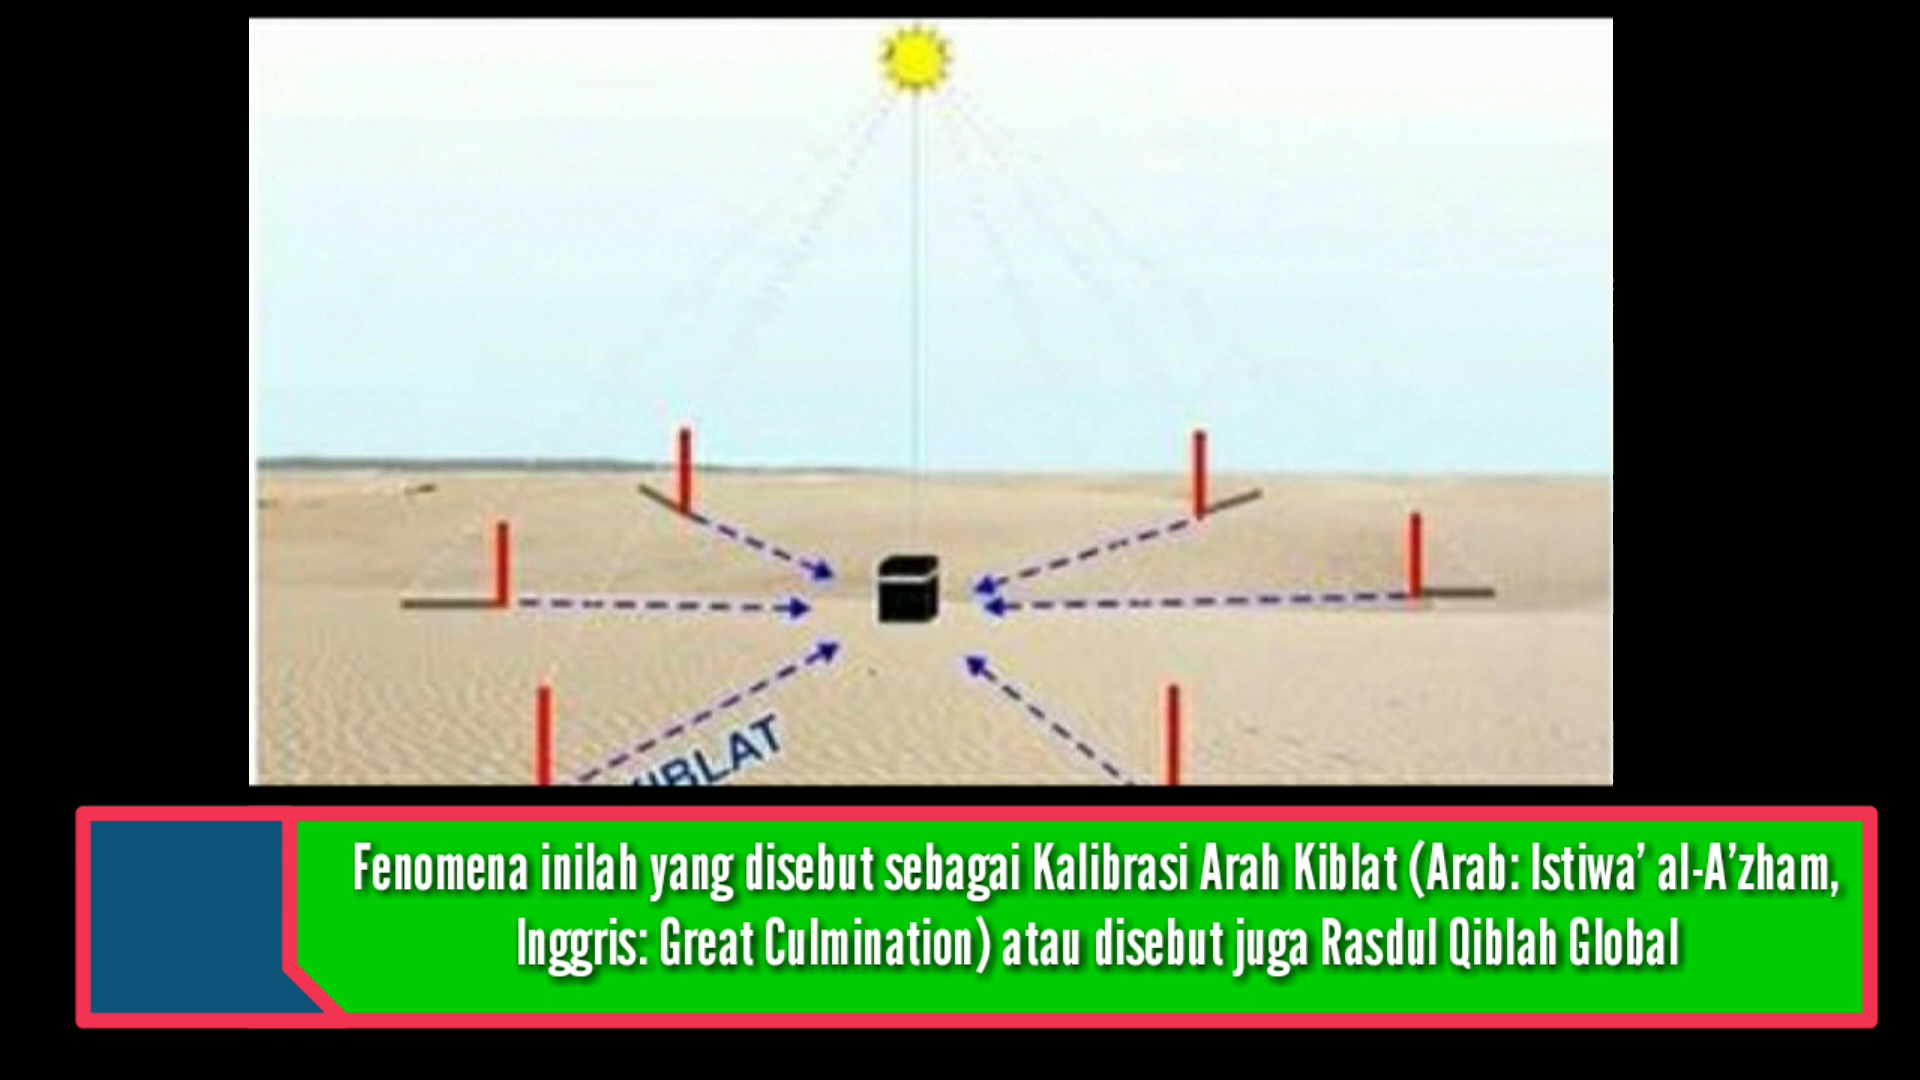 KIBLAT
Fenomena inilah yang disebut sebagai Kalibrasi Arah Kiblat (Arab: Istiwa’ al-A’zham,
Inggris: Great Culmination) atau disebut juga Rasdul Qiblah Global